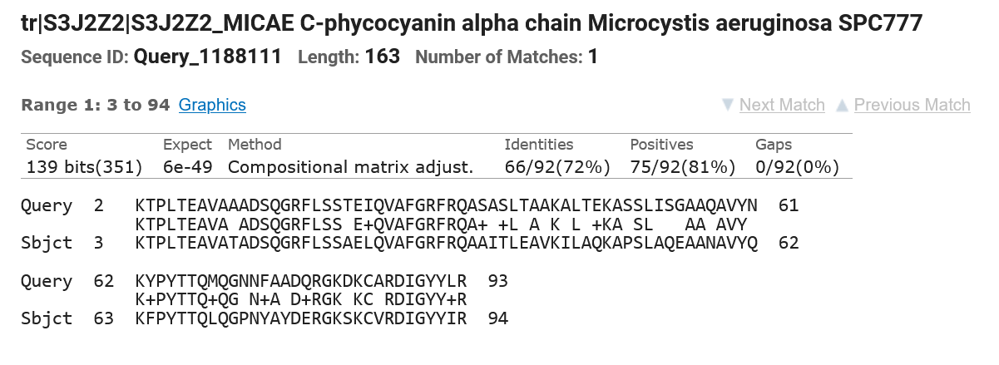 tr|S3J2Z2|S3J2Z2_MICAE C-phycocyanin alpha chain Microcystis aeruginosa SPC777
Sequence ID: Query_1188111 Length: 163 Number of Matches: 1
Range 1: 3 to 94 Graphics ▼ Next Match ▲ Previous Match
Score Expect Method Identities Positives Gaps
139 bits(351) 6e-49 Compositional matrix adjust. 66/92(72%) 75/92(81%) 0/92(0%)
Query  2   KTPLTEAVAAADSQGRFLSSTEIQVAFGRFRQASASLTAAKALTEKASSLISGAAQAVYN  61
           KTPLTEAVA ADSQGRFLSS E+QVAFGRFRQA+ +L A K L +KA SL   AA AVY
Sbjct  3   KTPLTEAVATADSQGRFLSSAELQVAFGRFRQAAITLEAVKILAQKAPSLAQEAANAVYQ  62
Query  62  KYPYTTQMQGNNFAADQRGKDKCARDIGYYLR  93
           K+PYTTQ+QG N+A D+RGK KC RDIGYY+R
Sbjct  63  KFPYTTQLQGPNYAYDERGKSKCVRDIGYYIR  94